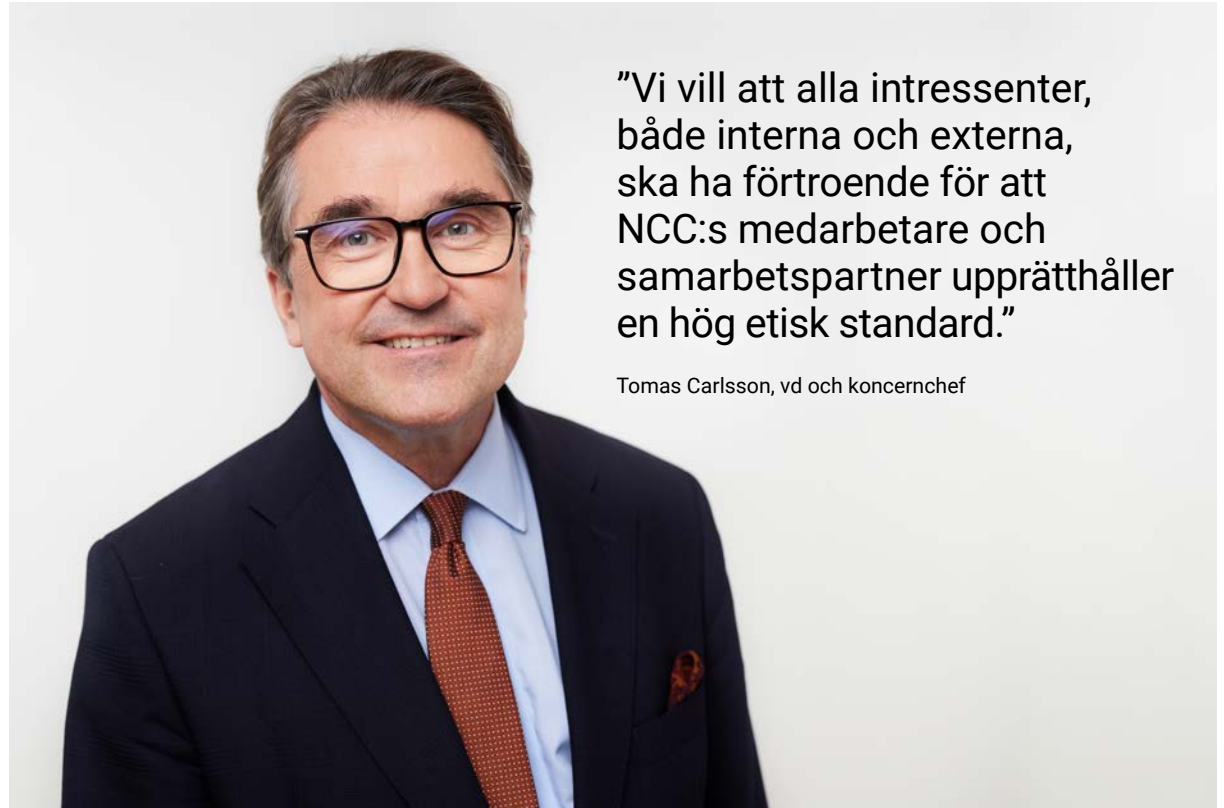 ”Vi vill att alla intressenter,
både interna och externa,
ska ha förtroende för att
NCC:s medarbetare och
samarbetspartner upprätthåller
en hög etisk standard.”
Tomas Carlsson, vd och koncernchef